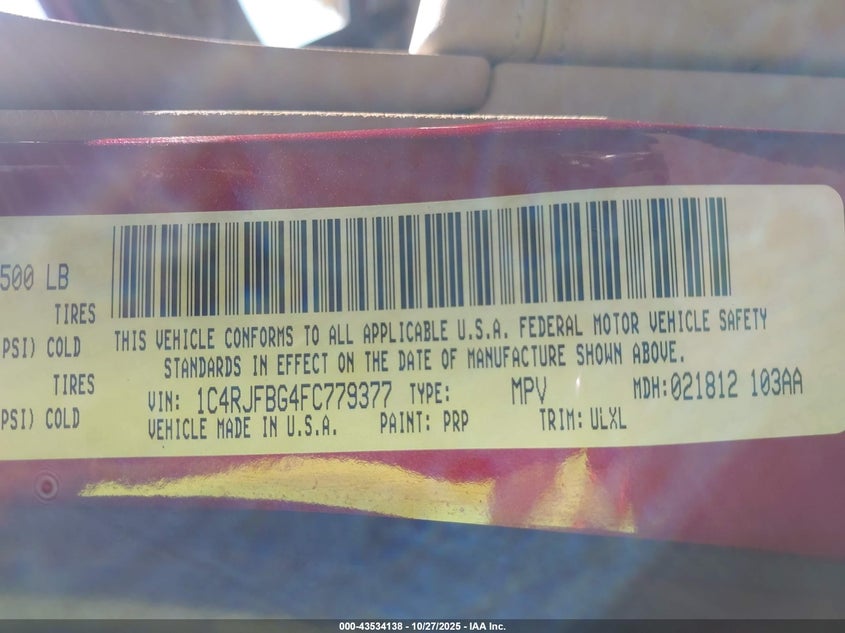 500 LB
TIRES
PSI) COLD
TIRES
PSI) COLD
THIS VEHICLE CONFORMS TO ALL APPLICABLE U.S.A. FEDERAL MOTOR VEHICLE SAFETY
STANDARDS IN EFFECT ON THE DATE OF MANUFACTURE SHOWN ABOVE.
VIN: 1C4RJFBG4FC779377 TYPE: MPV MDH:021812 103AA
VEHICLE MADE IN U.S.A. PAINT: PRP TRIM: ULXL
000-43534138 - 10/27/2025 - IAA Inc.